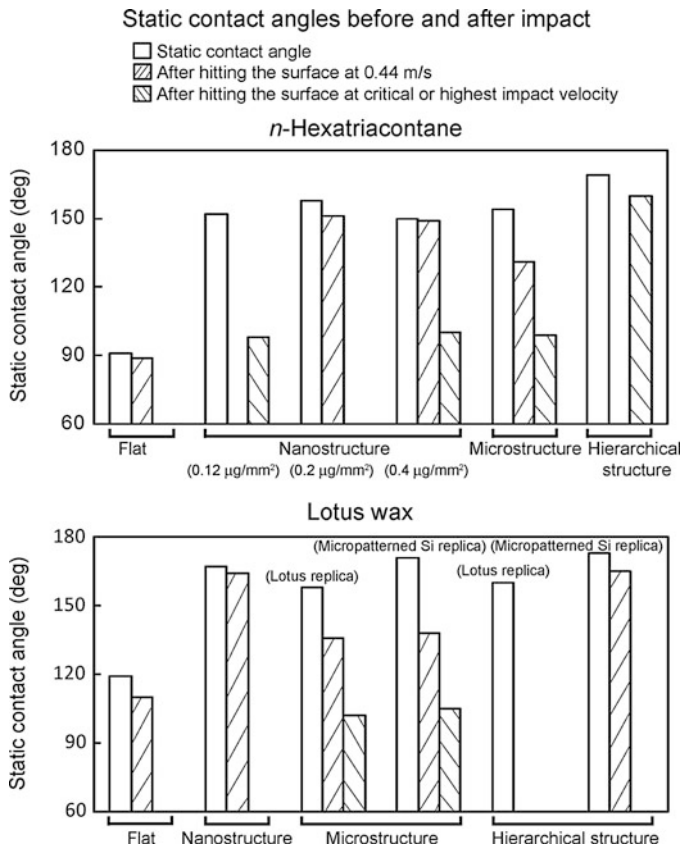 Static contact angles before and after impact
Static contact angle
After hitting the surface at 0.44 m/s
After hitting the surface at critical or highest impact velocity
n-Hexatriacontane
Static contact angle (deg)
180
150
120
90
60
Flat
Nanostructure
Microstructure
Hierarchical
structure
(0.12 µg/mm²) (0.2 µg/mm²) (0.4 µg/mm²)
Lotus wax
Static contact angle (deg)
180
150
120
90
60
(Micropatterned Si replica) (Micropatterned Si replica)
(Lotus replica) (Lotus replica)
Flat
Nanostructure
Microstructure
Hierarchical structure